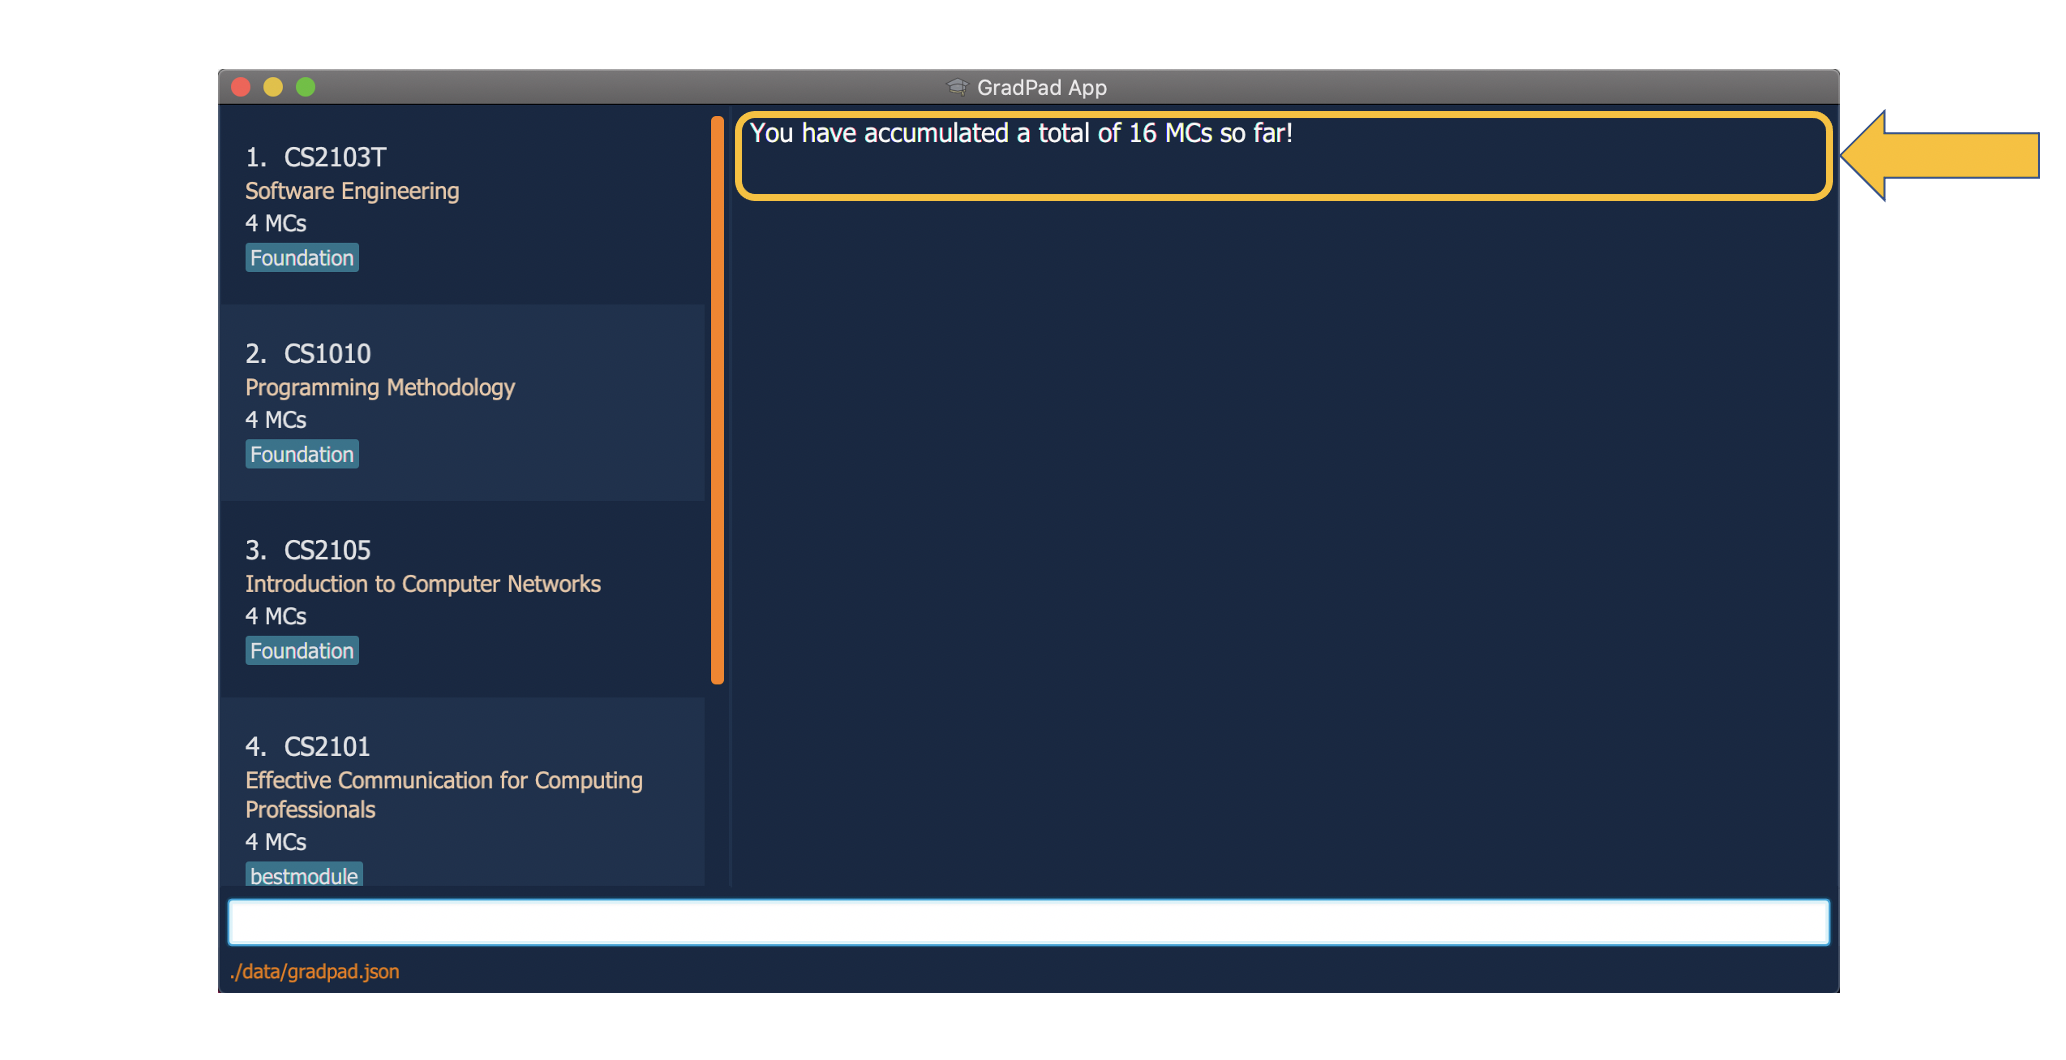 GradPad App
1. CS2103T
Software Engineering
4 MCs
Foundation
2. CS1010
Programming Methodology
4 MCs
Foundation
3. CS2105
Introduction to Computer Networks
4 MCs
Foundation
4. CS2101
Effective Communication for Computing
Professionals
4 MCs
bestmodule
You have accumulated a total of 16 MCs so far!
./data/gradpad.json